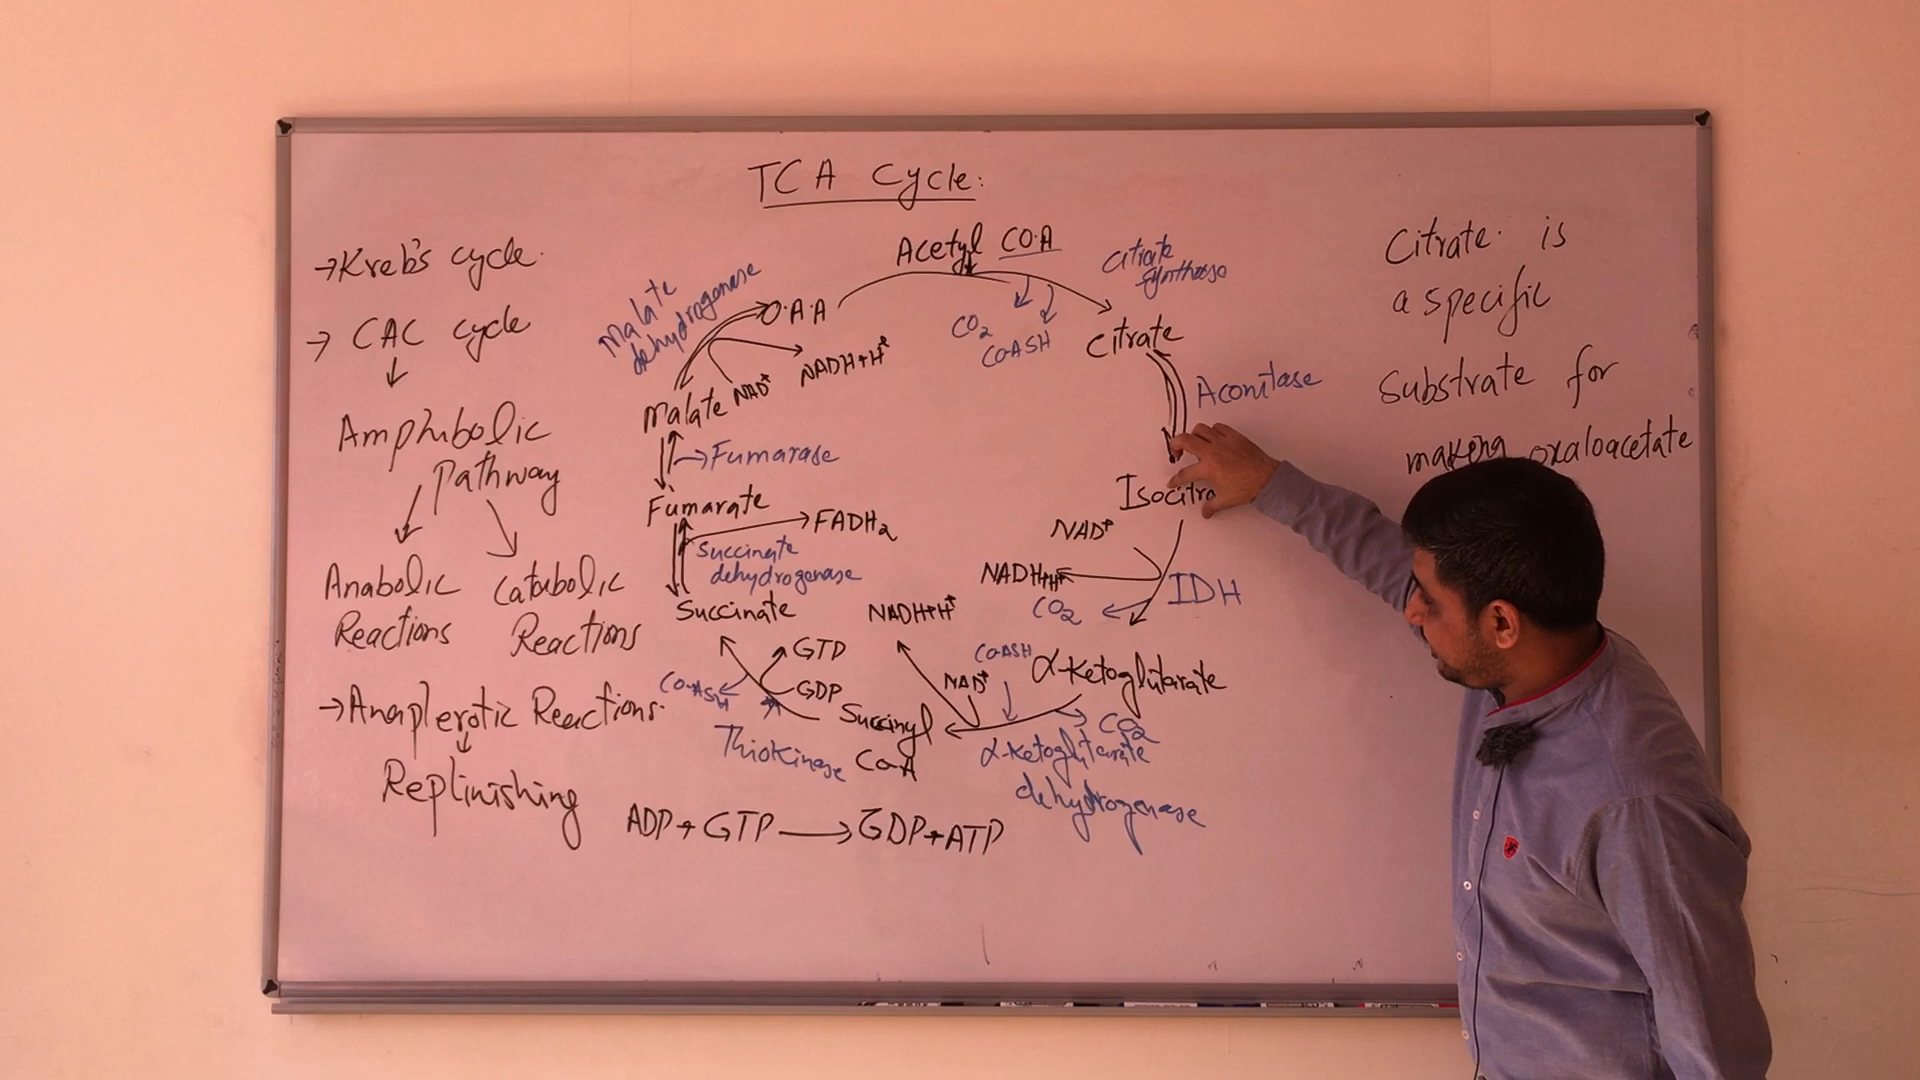 TCA Cycle:
→Kreb's cycle.
→ CAC cycle
↓
Amphibolic
Pathway
Anabolic
Reactions
Catabolic
Reactions
→Anaplerotic Reactions.
↓
Replinishing
Acetyl CO.A
Citrate
Synthase
CO2
COASH
Citrate
Aconitase
Isocitra
NAD+
NADH+H+
CO2
IDH
α-Ketoglutarate
COASH
NAD+
NADH+H+
CO2
α-Ketoglutarate
dehydrogenase
Succinyl
Co-A
GTP
GDP
CO-ASH
Thiokinase
Succinate
Succinate
dehydrogenase
FADH2
Fumarate
→Fumarase
Malate
NAD+
NADH+H+
Malate
dehydrogenase
O.A.A
ADP+GTP → GDP+ATP
Citrate is
a specific
Substrate for
making oxaloacetate